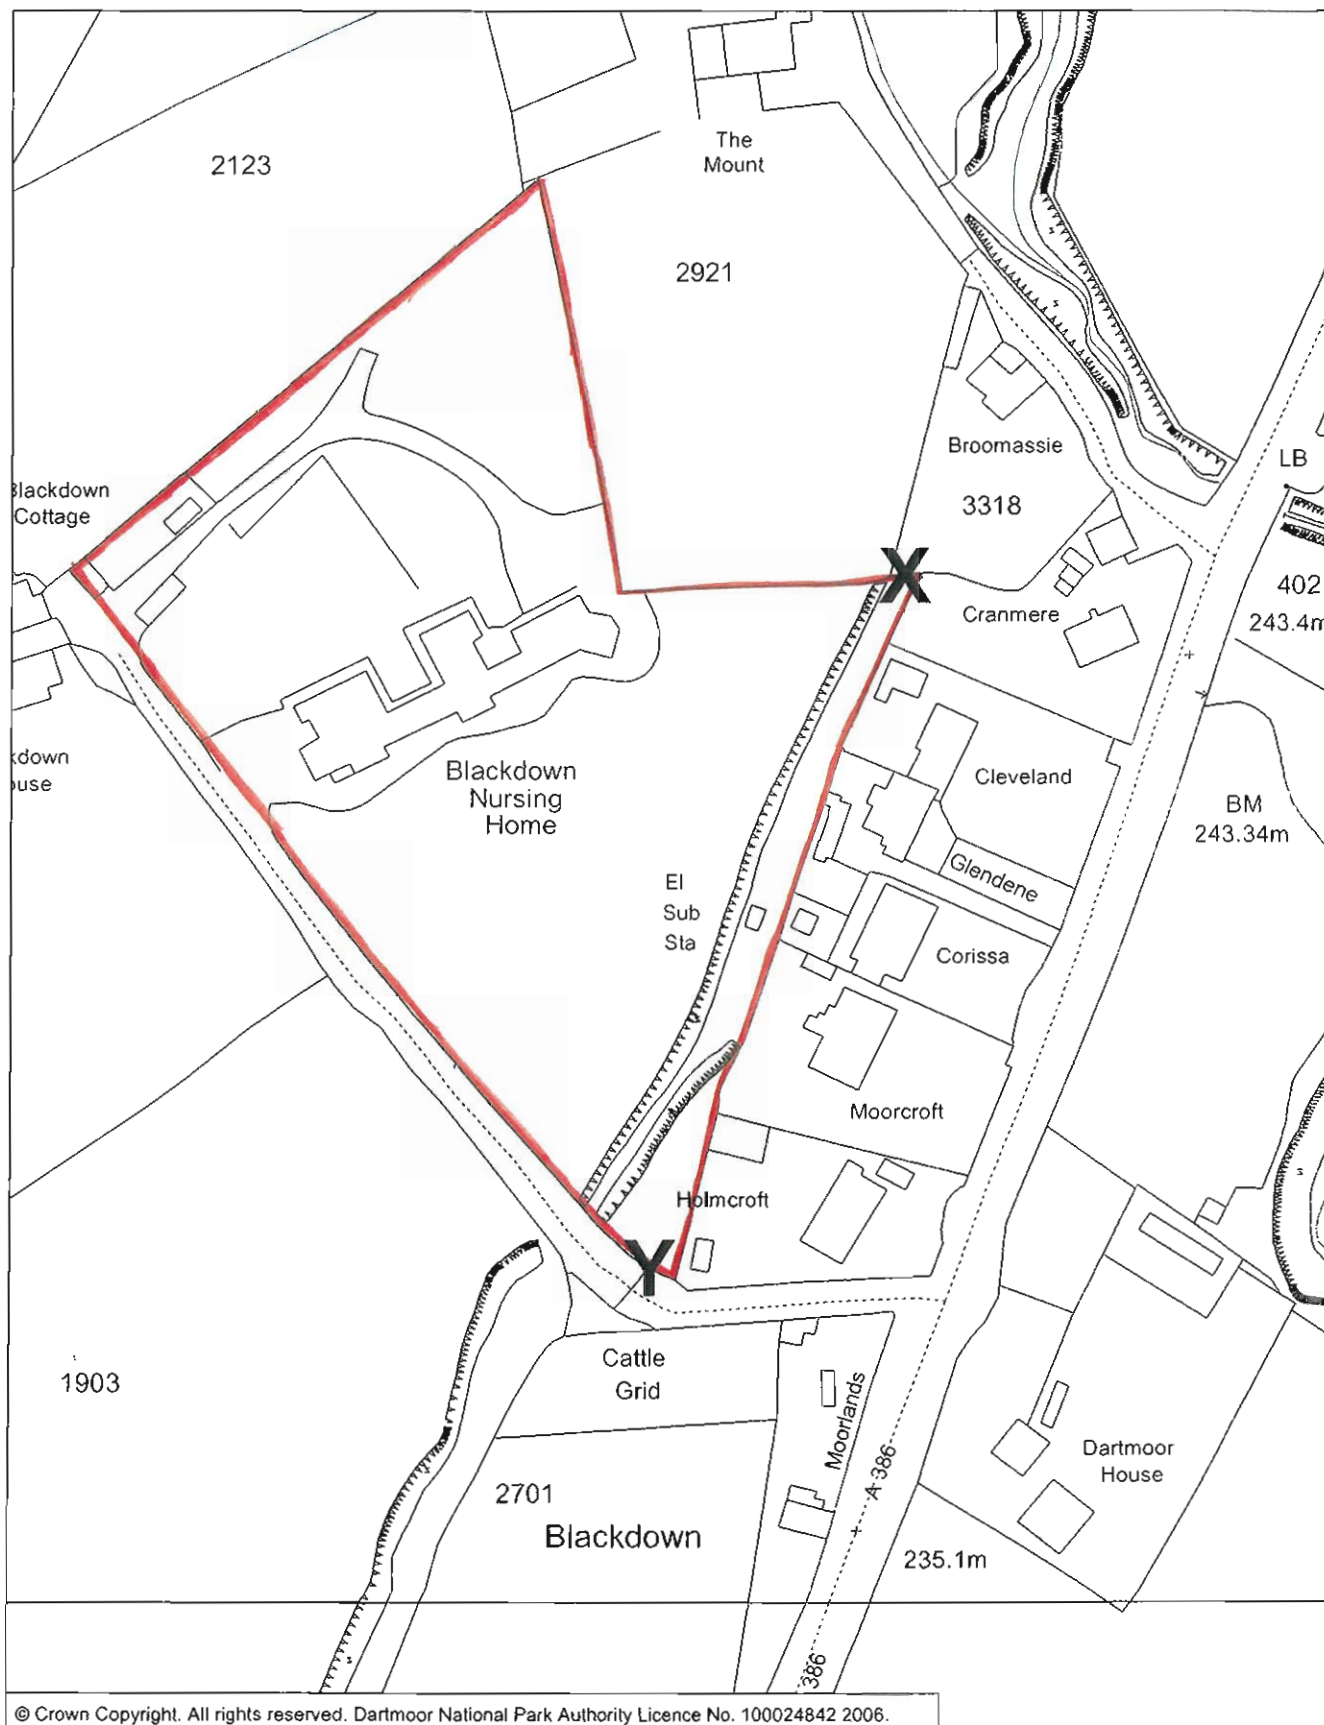 2123
The
Mount
2921
Blackdown
Cottage
Broomassie
LB
3318
402
243.4m
X
Cranmere
kdown
use
Blackdown
Nursing
Home
Cleveland
BM
243.34m
Glendene
El
Sub
Sta
Corissa
Moorcroft
Holmcroft
Y
Cattle
Grid
1903
Moorlands
A 386
Dartmoor
House
2701
Blackdown
235.1m
386
© Crown Copyright. All rights reserved. Dartmoor National Park Authority Licence No. 100024842 2006.